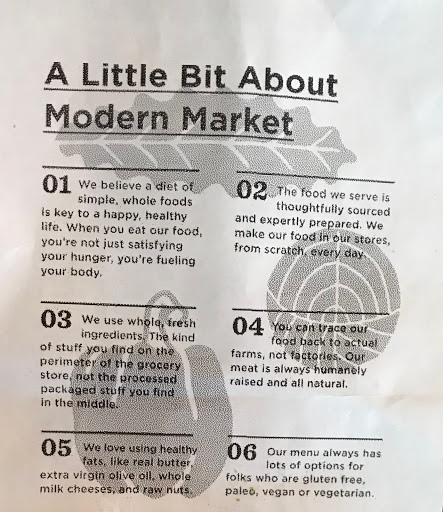 A Little Bit About
Modern Market
01 We believe a diet of
simple, whole foods
is key to a happy, healthy
life. When you eat our food,
you're not just satisfying
your hunger, you're fueling
your body.
02 The food we serve is
thoughtfully sourced
and expertly prepared. We
make our food in our stores,
from scratch, every day.
03 We use whole, fresh
ingredients. The kind
of stuff you find on the
perimeter of the grocery
store, not the processed
packaged stuff you find
in the middle.
04 You can trace our
food back to actual
farms, not factories. Our
meat is always humanely
raised and all natural.
05 We love using healthy
fats, like real butter,
extra virgin olive oil, whole
milk cheeses, and raw nuts.
06 Our menu always has
lots of options for
folks who are gluten free,
paleo, vegan or vegetarian.